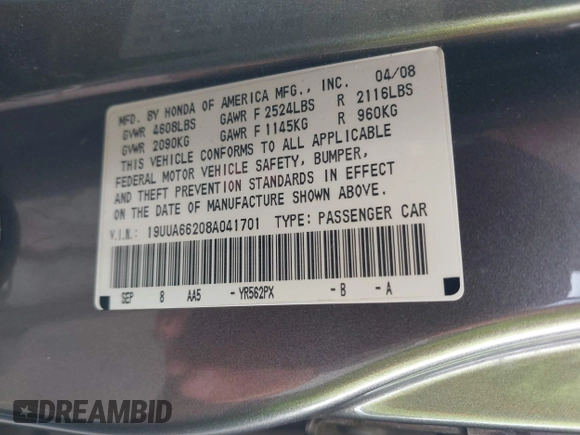 MFD. BY HONDA OF AMERICA MFG., INC. 04/08
GVWR 4608LBS GAWR F 2524LBS R 2116LBS
GVWR 2090KG GAWR F 1145KG R 960KG
THIS VEHICLE CONFORMS TO ALL APPLICABLE
FEDERAL MOTOR VEHICLE SAFETY, BUMPER,
AND THEFT PREVENTION STANDARDS IN EFFECT
ON THE DATE OF MANUFACTURE SHOWN ABOVE.
V.I.N.: 19UUA66208A041701 TYPE: PASSENGER CAR
SEP 8 AA5 -YR562PX -B -A
DREAMBID